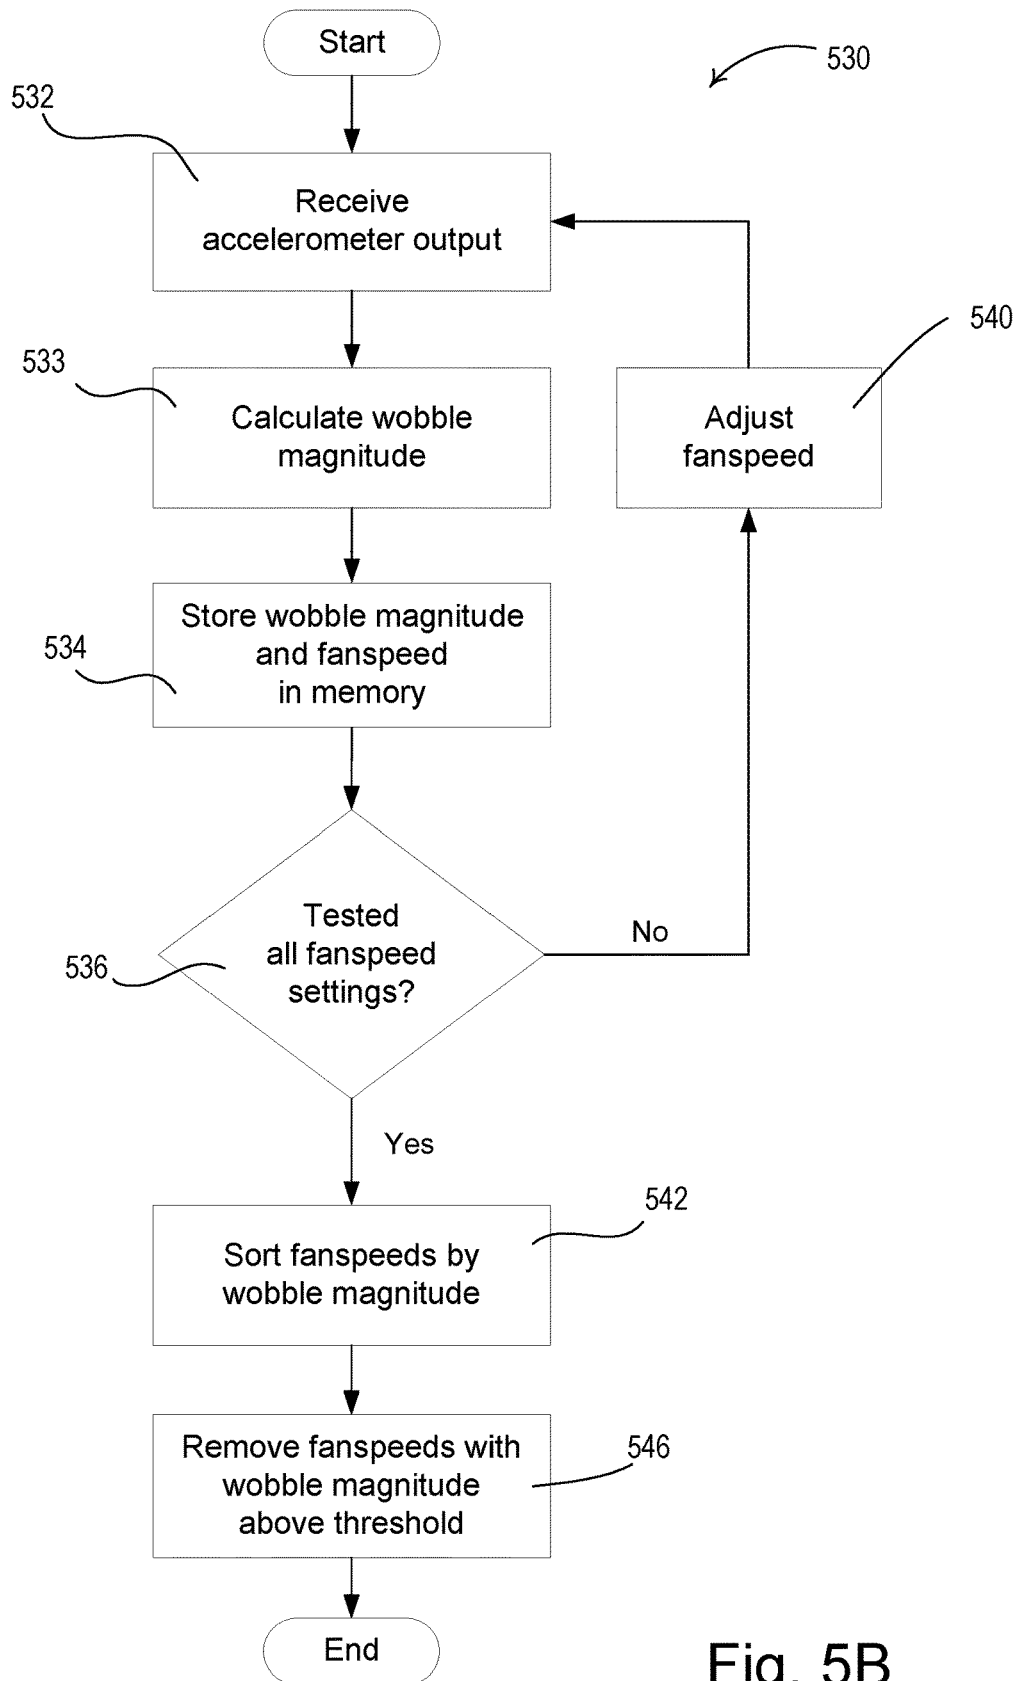 Start
530
532
Receive
accelerometer output
540
533
Calculate wobble
magnitude
Adjust
fanspeed
Store wobble magnitude
and fanspeed
in memory
534
Tested
all fanspeed
settings?
No
536
Yes
542
Sort fanspeeds by
wobble magnitude
Remove fanspeeds with
wobble magnitude
above threshold
546
End
Fig. 5B